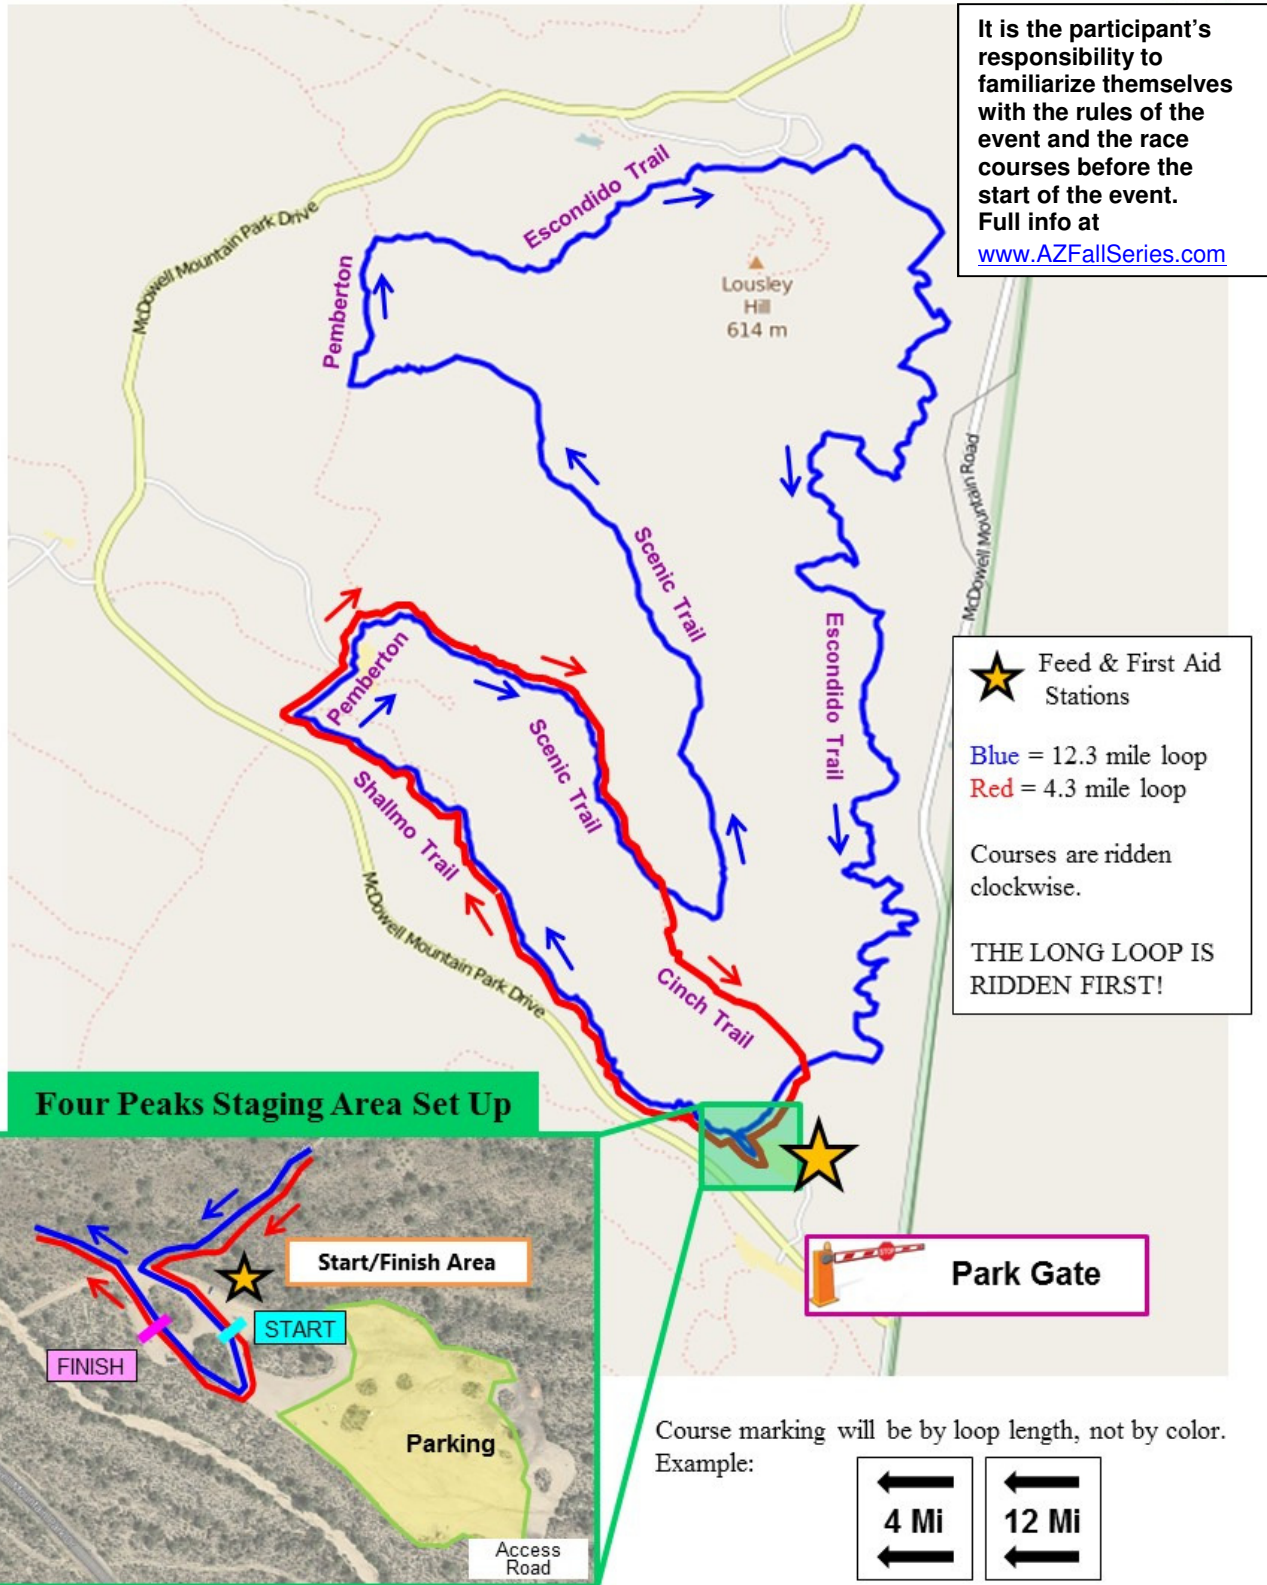 It is the participant's
responsibility to
familiarize themselves
with the rules of the
event and the race
courses before the
start of the event.
Full info at
www.AZFallSeries.com
McDowell Mountain Park Drive
Escondido Trail
Pemberton
Lousley
Hill
614 m
McDowell Mountain Road
Scenic Trail
Escondido Trail
Feed & First Aid
Stations
Blue = 12.3 mile loop
Red = 4.3 mile loop
Courses are ridden
clockwise.
THE LONG LOOP IS
RIDDEN FIRST!
Pemberton
Scenic Trail
Shallmo Trail
McDowell Mountain Park Drive
Cinch Trail
Four Peaks Staging Area Set Up
Start/Finish Area
START
FINISH
Parking
Access
Road
STOP
Park Gate
Course marking will be by loop length, not by color.
Example:
4 Mi
12 Mi